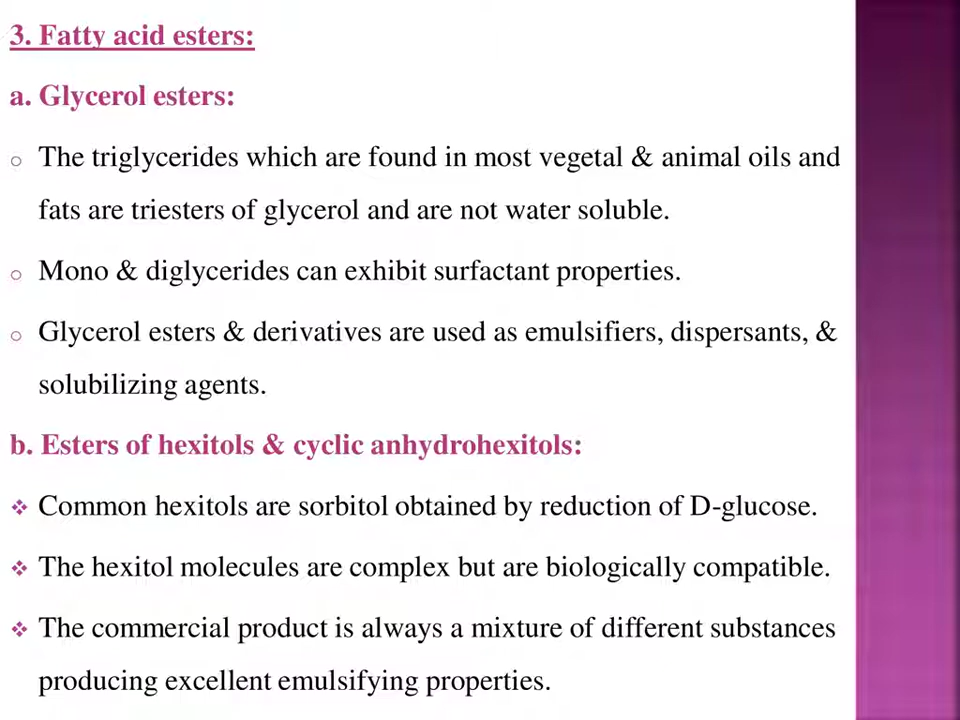 3. Fatty acid esters:
a. Glycerol esters:
o The triglycerides which are found in most vegetal & animal oils and
fats are triesters of glycerol and are not water soluble.
o Mono & diglycerides can exhibit surfactant properties.
o Glycerol esters & derivatives are used as emulsifiers, dispersants, &
solubilizing agents.
b. Esters of hexitols & cyclic anhydrohexitols:
❖ Common hexitols are sorbitol obtained by reduction of D-glucose.
❖ The hexitol molecules are complex but are biologically compatible.
❖ The commercial product is always a mixture of different substances
producing excellent emulsifying properties.